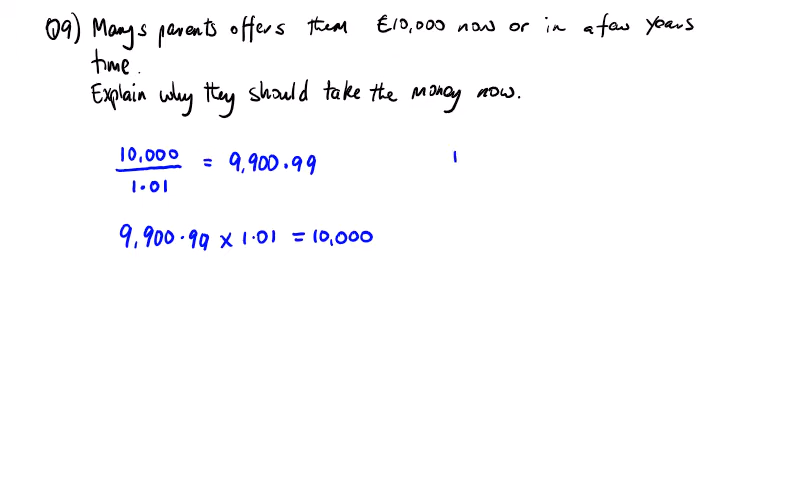 Q9) Marys parents offers them £10,000 now or in a few years
time.
Explain why they should take the money now.
10,000 / 1.01 = 9,900.99
1
9,900.99 x 1.01 = 10,000